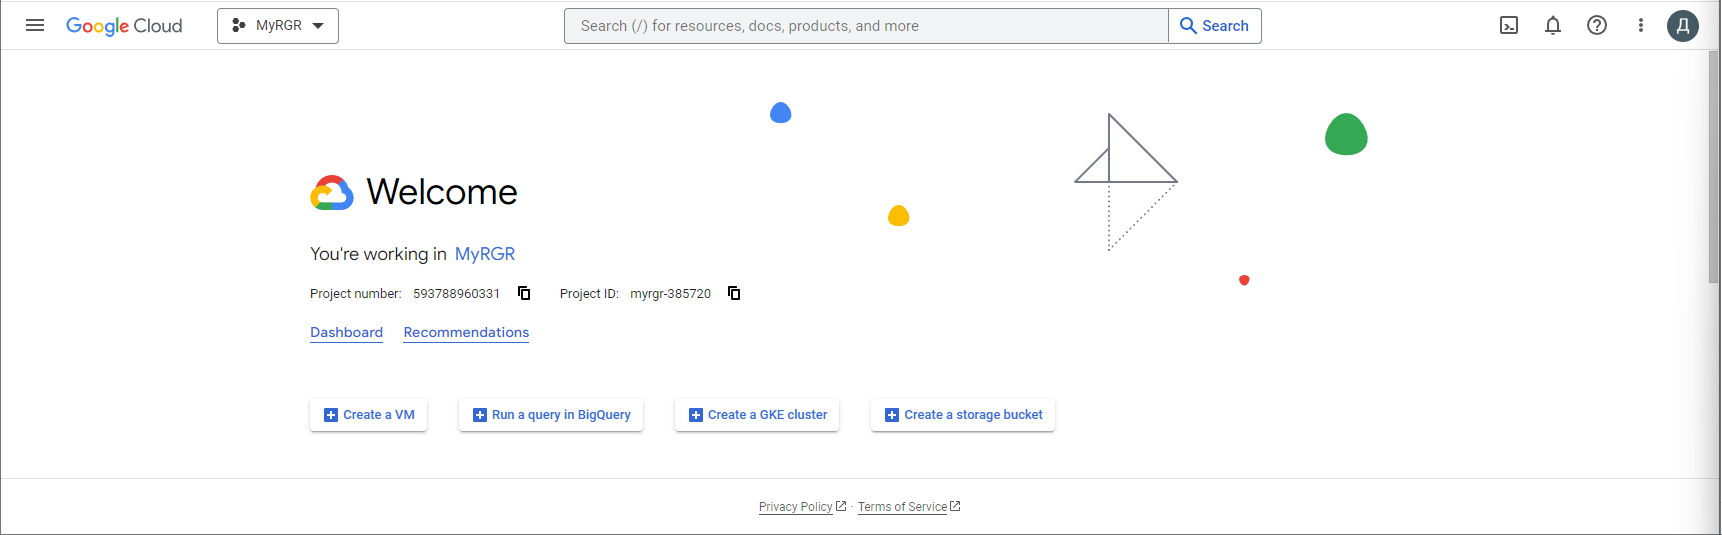 Google Cloud MyRGR Search (/) for resources, docs, products, and more Search Д
Welcome
You're working in MyRGR
Project number: 593788960331 Project ID: myrgr-385720
Dashboard Recommendations
Create a VM Run a query in BigQuery Create a GKE cluster Create a storage bucket
Privacy Policy · Terms of Service